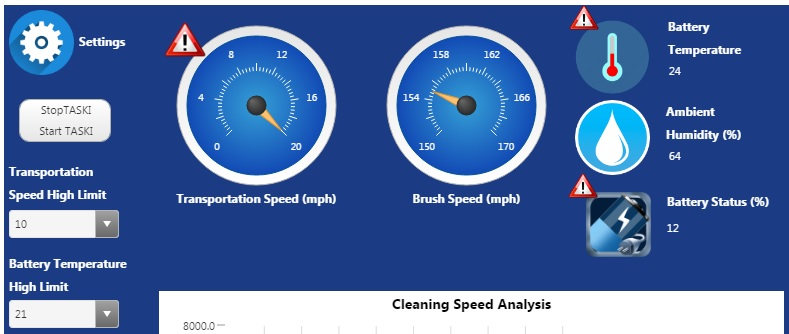 Settings
StopTASKI
Start TASKI
Transportation
Speed High Limit
10
Battery Temperature
High Limit
21
0
4
8
12
16
20
Transportation Speed (mph)
150
154
158
162
166
170
Brush Speed (mph)
Battery
Temperature
24
Ambient
Humidity (%)
64
Battery Status (%)
12
Cleaning Speed Analysis
8000.0